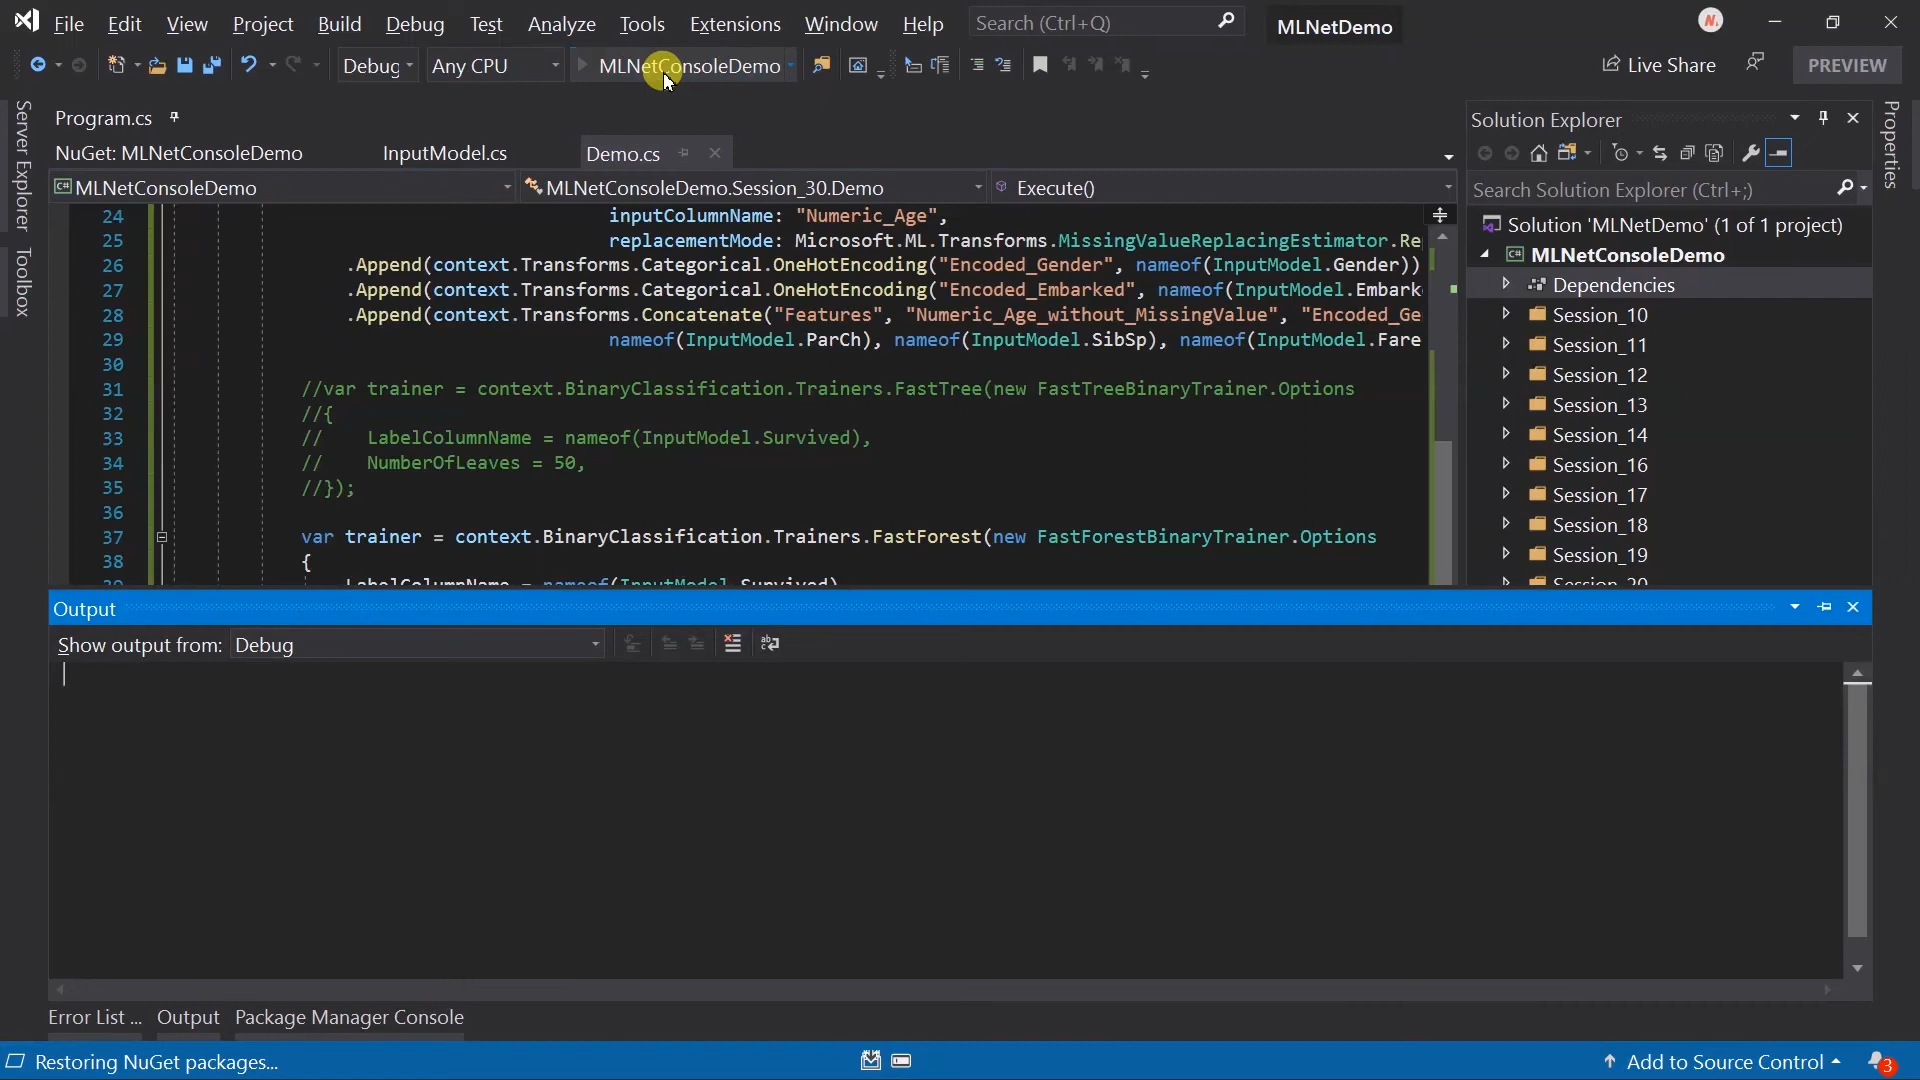 File Edit View Project Build Debug Test Analyze Tools Extensions Window Help Search (Ctrl+Q) MLNetDemo
Debug Any CPU MLNetConsoleDemo Live Share PREVIEW
Server Explorer
Toolbox
Program.cs
NuGet: MLNetConsoleDemo InputModel.cs Demo.cs
MLNetConsoleDemo MLNetConsoleDemo.Session_30.Demo Execute()
24 inputColumnName: "Numeric_Age",
25 replacementMode: Microsoft.ML.Transforms.MissingValueReplacingEstimator.Re
26 .Append(context.Transforms.Categorical.OneHotEncoding("Encoded_Gender", nameof(InputModel.Gender))
27 .Append(context.Transforms.Categorical.OneHotEncoding("Encoded_Embarked", nameof(InputModel.Embark
28 .Append(context.Transforms.Concatenate("Features", "Numeric_Age_without_MissingValue", "Encoded_Ge
29 nameof(InputModel.ParCh), nameof(InputModel.SibSp), nameof(InputModel.Fare
30
31 //var trainer = context.BinaryClassification.Trainers.FastTree(new FastTreeBinaryTrainer.Options
32 //{
33 // LabelColumnName = nameof(InputModel.Survived),
34 // NumberOfLeaves = 50,
35 //});
36
37 var trainer = context.BinaryClassification.Trainers.FastForest(new FastForestBinaryTrainer.Options
38 {
39 LabelColumnName = nameof(InputModel.Survived)
Solution Explorer
Search Solution Explorer (Ctrl+;)
Solution 'MLNetDemo' (1 of 1 project)
MLNetConsoleDemo
Dependencies
Session_10
Session_11
Session_12
Session_13
Session_14
Session_16
Session_17
Session_18
Session_19
Session_20
Properties
Output
Show output from: Debug
Error List ... Output Package Manager Console
Restoring NuGet packages... Add to Source Control 3